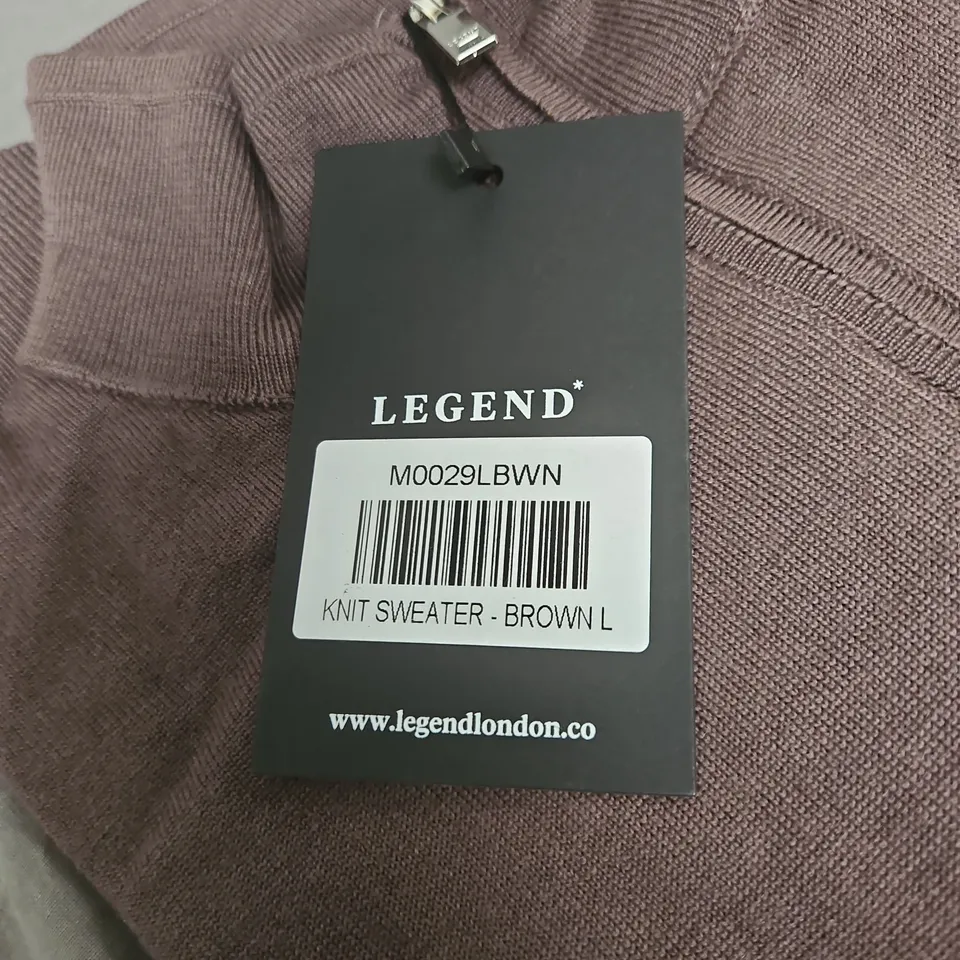 LEGEND*
M0029LBWN
KNIT SWEATER - BROWN L
www.legendlondon.co